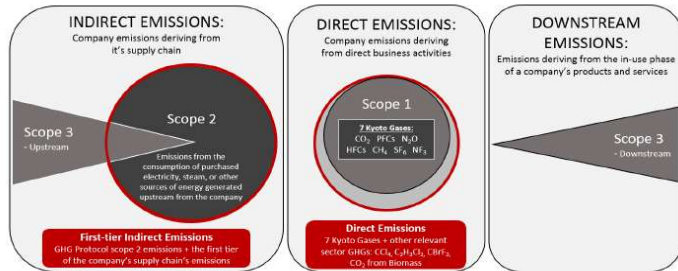 INDIRECT EMISSIONS:
Company emissions deriving from
it's supply chain
Scope 3
- Upstream
Scope 2
Emissions from the
consumption of purchased
electricity, steam, or other
sources of energy generated
upstream from the company
First-tier Indirect Emissions
GHG Protocol scope 2 emissions + the first tier
of the company's supply chain's emissions
DIRECT EMISSIONS:
Company emissions deriving
from direct business activities
Scope 1
7 Kyoto Gases:
CO₂ PFCs N₂O
HFCs CH₄ SF₆ NF₃
Direct Emissions
7 Kyoto Gases + other relevant
sector GHGs: CCl₄, C₂H₃Cl₃, CBrF₃,
CO₂ from Biomass
DOWNSTREAM
EMISSIONS:
Emissions deriving from the in-use phase
of a company's products and services
Scope 3
- Downstream